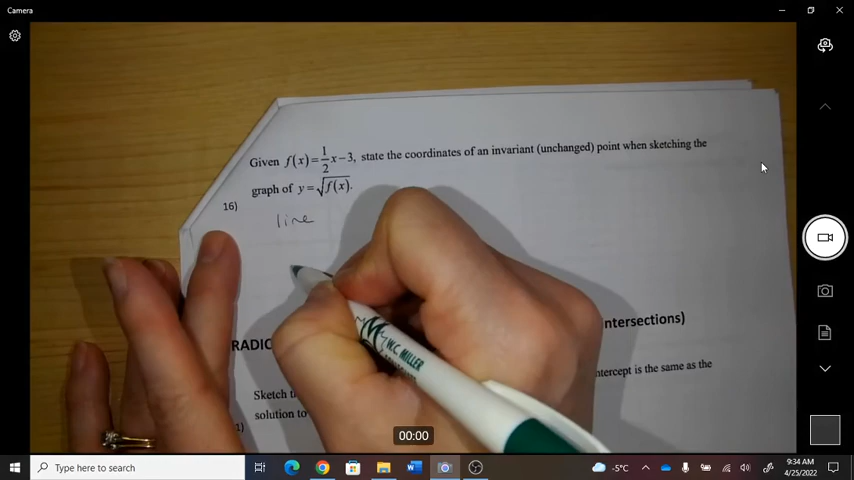 Camera
Given f(x) = 1/2 x − 3, state the coordinates of an invariant (unchanged) point when sketching the
graph of y = √f(x).
16)
line
ntersections)
RADIC
ntercept is the same as the
Sketch t
solution to
1)
W.C. MILLER
00:00
Type here to search
-5°C
9:34 AM
4/25/2022